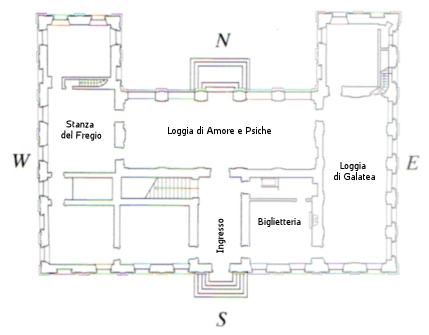 N
Stanza
del Fregio
Loggia di Amore e Psiche
W
Loggia
di Galatea
E
Ingresso
Biglietteria
S